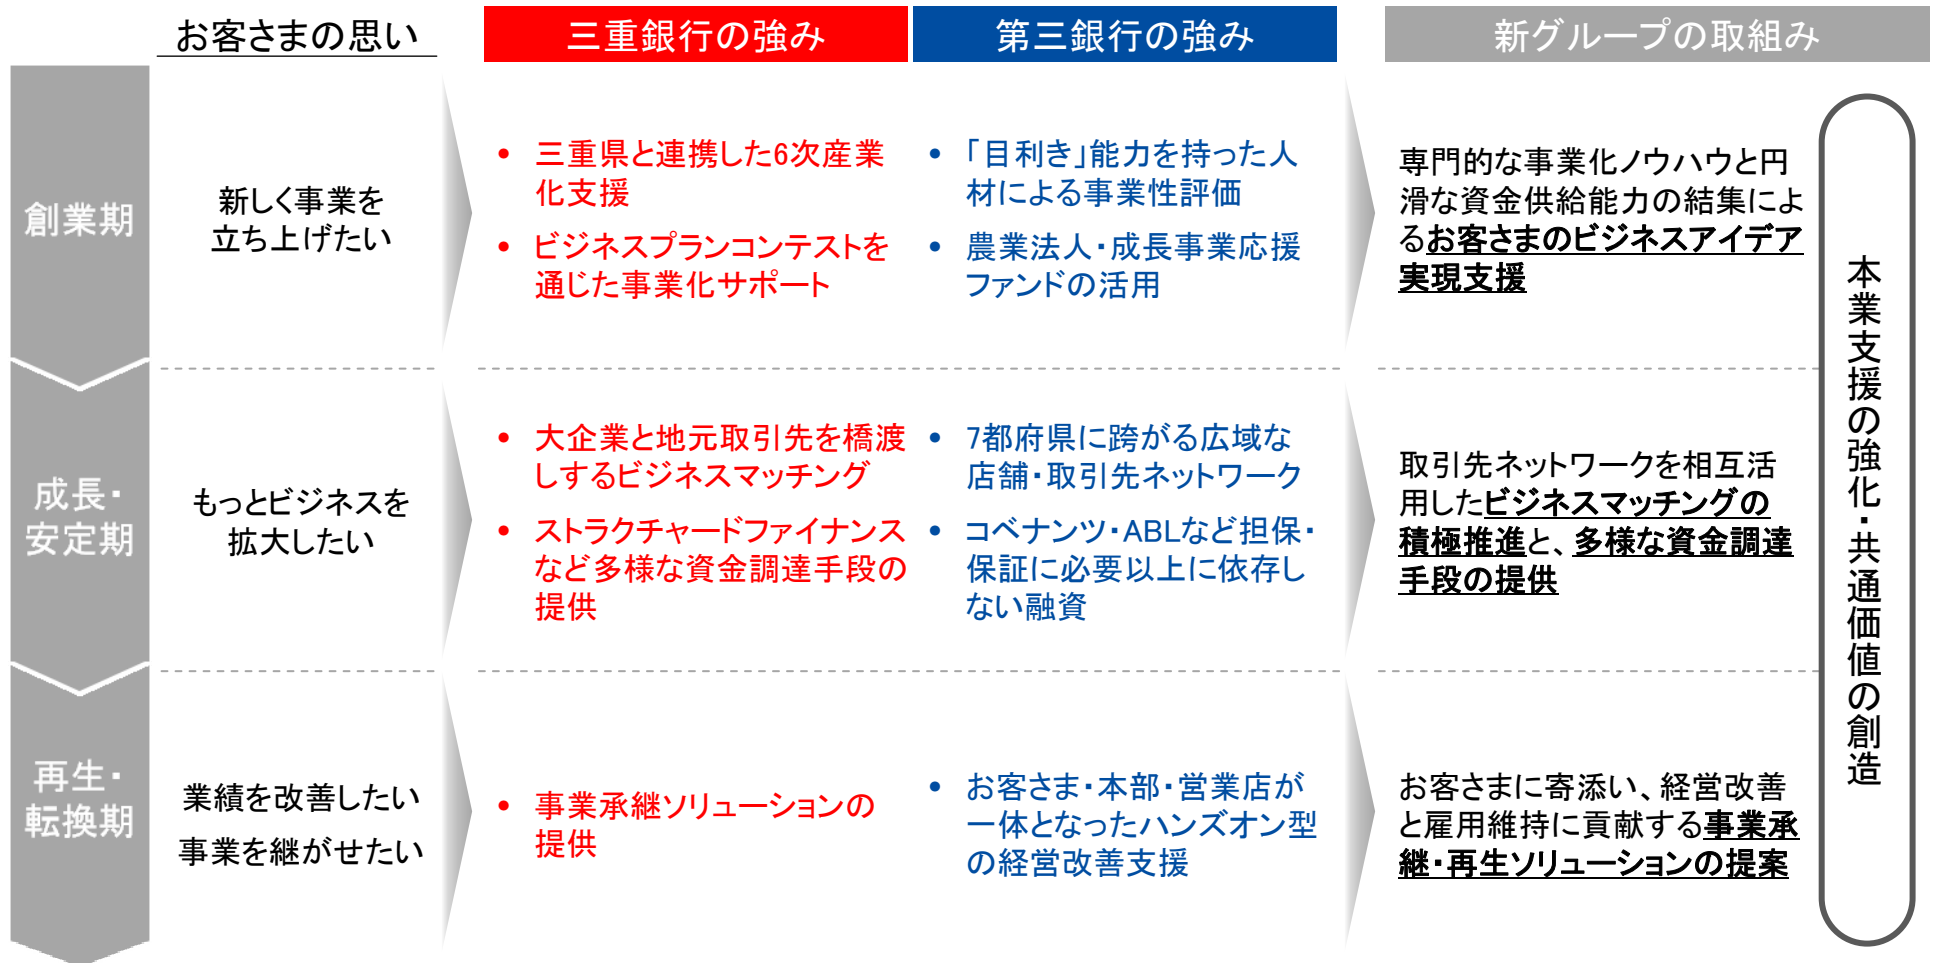 お客さまの思い
三重銀行の強み
第三銀行の強み
新グループの取組み
創業期
新しく事業を
立ち上げたい
• 三重県と連携した6次産業
化支援
• ビジネスプランコンテストを
通じた事業化サポート
• 「目利き」能力を持った人
材による事業性評価
• 農業法人・成長事業応援
ファンドの活用
専門的な事業化ノウハウと円
滑な資金供給能力の結集によ
るお客さまのビジネスアイデア
実現支援
成長・
安定期
もっとビジネスを
拡大したい
• 大企業と地元取引先を橋渡
しするビジネスマッチング
• ストラクチャードファイナンス
など多様な資金調達手段の
提供
• 7都府県に跨がる広域な
店舗・取引先ネットワーク
• コベナンツ・ABLなど担保・
保証に必要以上に依存し
ない融資
取引先ネットワークを相互活
用したビジネスマッチングの
積極推進と、多様な資金調達
手段の提供
再生・
転換期
業績を改善したい
事業を継がせたい
• 事業承継ソリューションの
提供
• お客さま・本部・営業店が
一体となったハンズオン型
の経営改善支援
お客さまに寄添い、経営改善
と雇用維持に貢献する事業承
継・再生ソリューションの提案
本業支援の強化・共通価値の創造